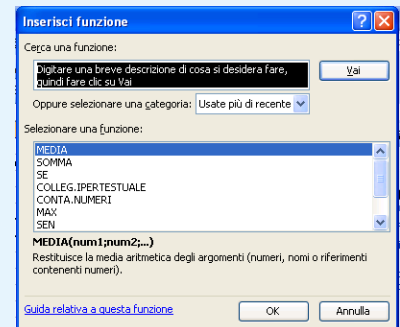 Inserisci funzione
Cerca una funzione:
Digitare una breve descrizione di cosa si desidera fare,
quindi fare clic su Vai
Vai
Oppure selezionare una categoria: Usate più di recente
Selezionare una funzione:
MEDIA
SOMMA
SE
COLLEG.IPERTESTUALE
CONTA.NUMERI
MAX
SEN
MEDIA(num1;num2;...)
Restituisce la media aritmetica degli argomenti (numeri, nomi o riferimenti
contenenti numeri).
Guida relativa a questa funzione
OK
Annulla